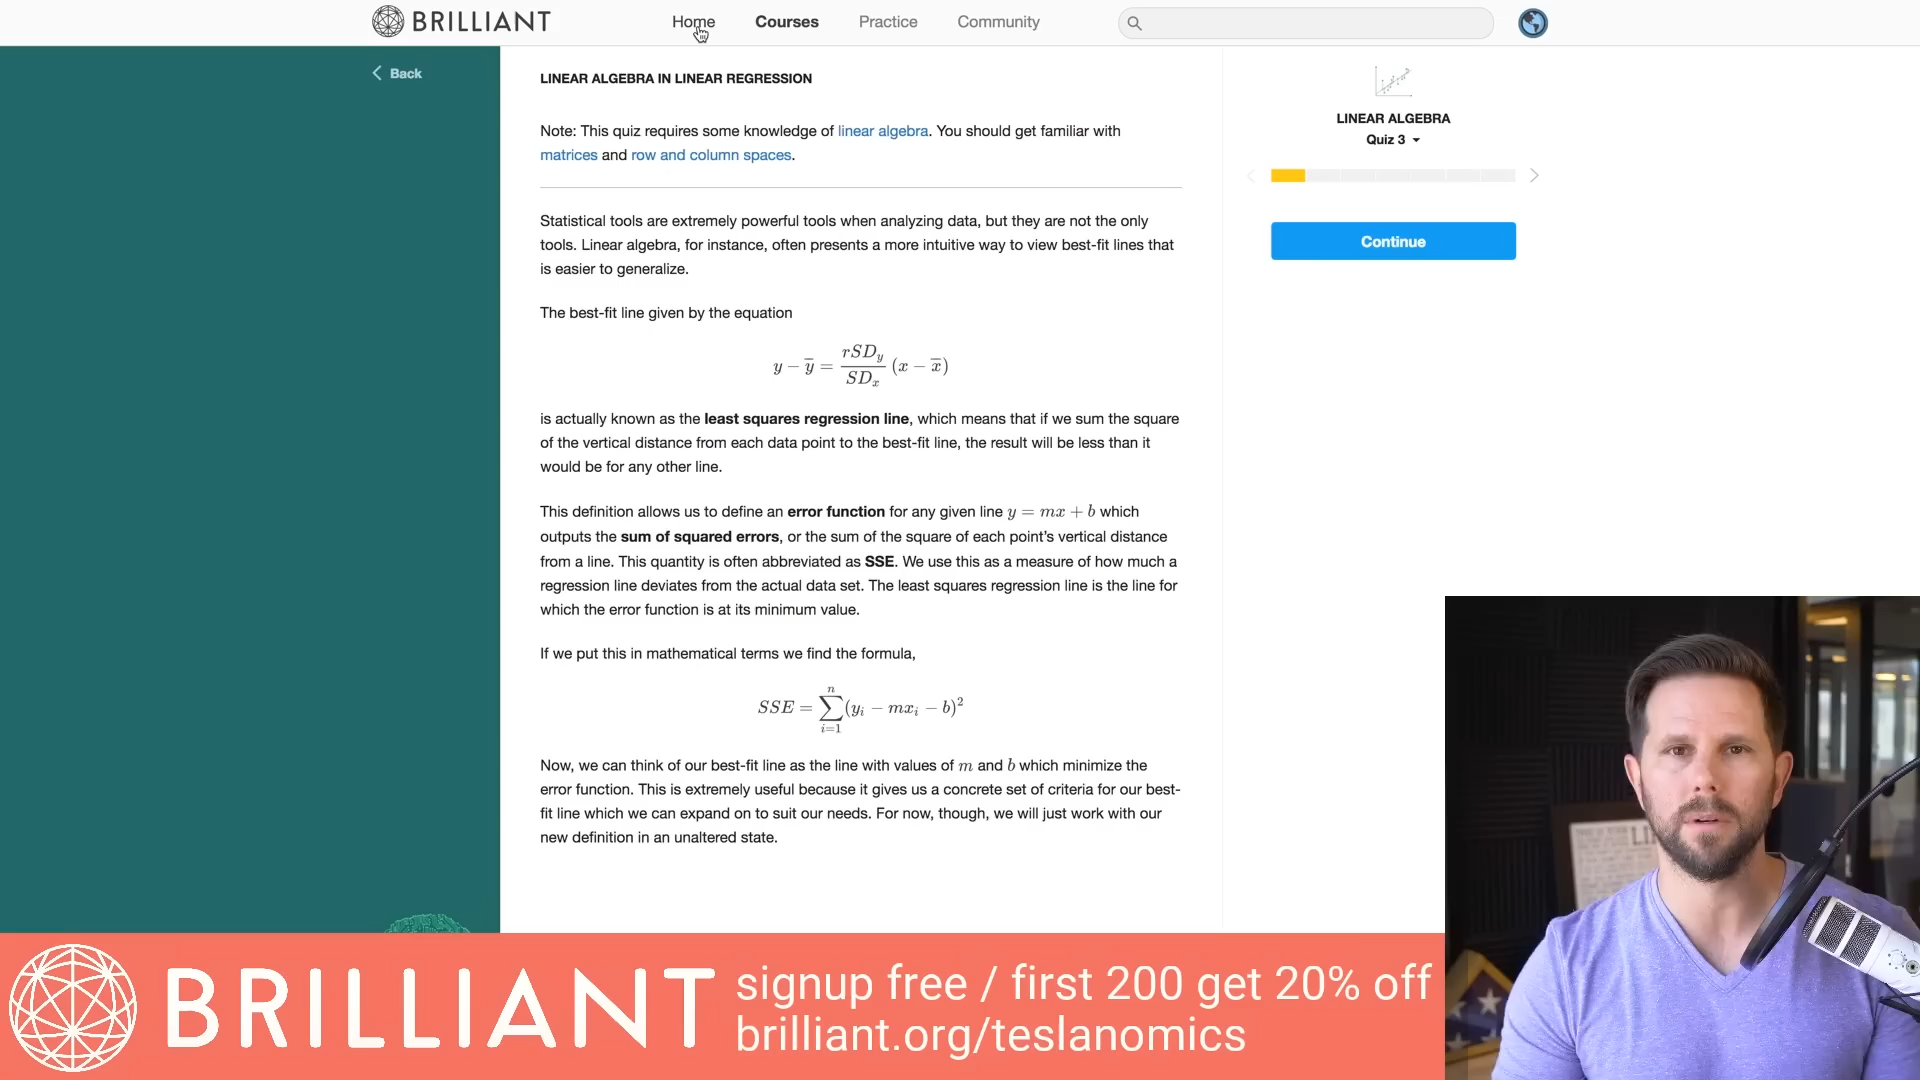 BRILLIANT
Home Courses Practice Community
Back
LINEAR ALGEBRA IN LINEAR REGRESSION
Note: This quiz requires some knowledge of linear algebra. You should get familiar with
matrices and row and column spaces.
Statistical tools are extremely powerful tools when analyzing data, but they are not the only
tools. Linear algebra, for instance, often presents a more intuitive way to view best-fit lines that
is easier to generalize.
The best-fit line given by the equation
y − y̅ = rSD_y / SD_x (x − x̅)
is actually known as the least squares regression line, which means that if we sum the square
of the vertical distance from each data point to the best-fit line, the result will be less than it
would be for any other line.
This definition allows us to define an error function for any given line y = mx + b which
outputs the sum of squared errors, or the sum of the square of each point's vertical distance
from a line. This quantity is often abbreviated as SSE. We use this as a measure of how much a
regression line deviates from the actual data set. The least squares regression line is the line for
which the error function is at its minimum value.
If we put this in mathematical terms we find the formula,
SSE = ∑_{i=1}^{n} (y_i − mx_i − b)²
Now, we can think of our best-fit line as the line with values of m and b which minimize the
error function. This is extremely useful because it gives us a concrete set of criteria for our best-
fit line which we can expand on to suit our needs. For now, though, we will just work with our
new definition in an unaltered state.
LINEAR ALGEBRA
Quiz 3
Continue
BRILLIANT
signup free / first 200 get 20% off
brilliant.org/teslanomics